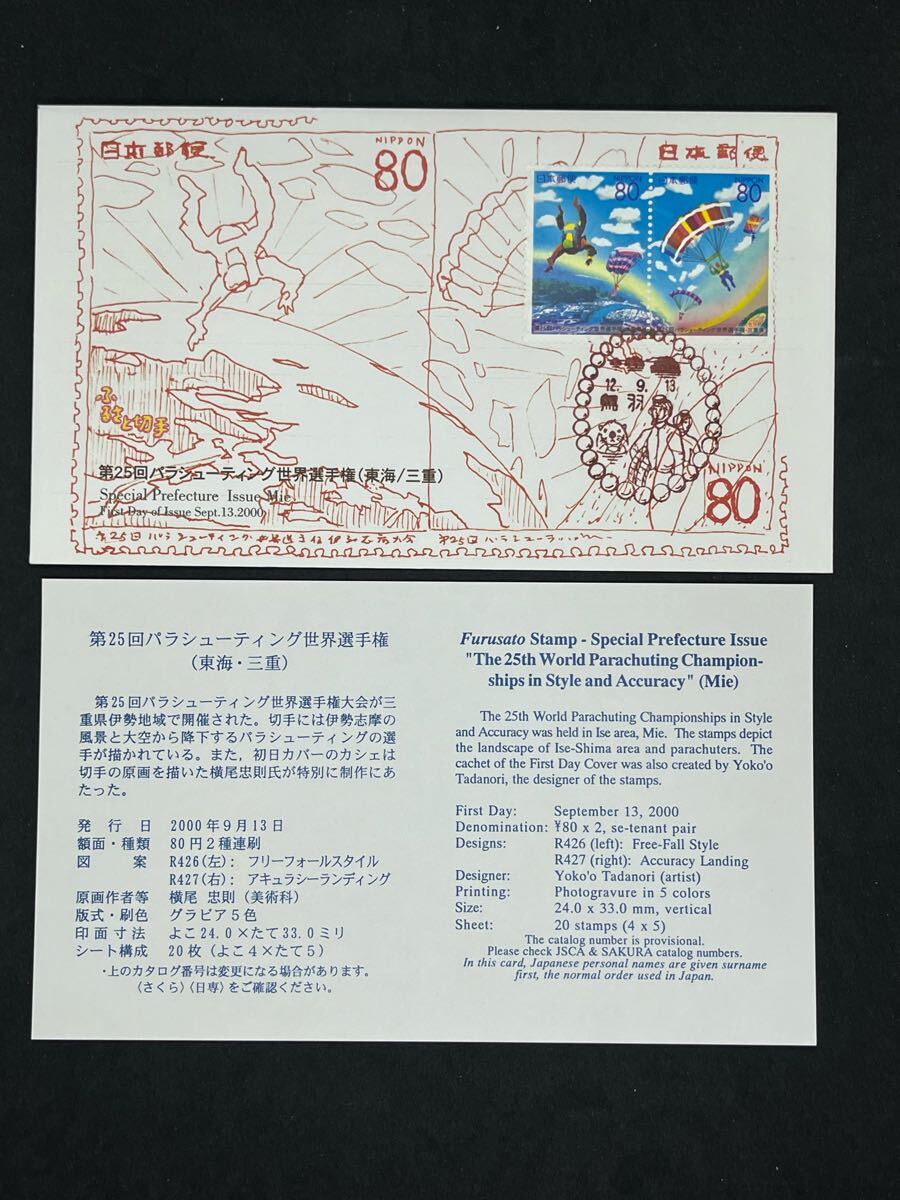 日本郵便
NIPPON
80
日本郵便
日本郵便
NIPPON
80
日本郵便
NIPPON
80
12. 9. 13.
鳥羽
ふるさと切手
第25回パラシューティング世界選手権(東海/三重)
Special Prefecture Issue Mie
First Day of Issue Sept.13.2000
NIPPON
80
第25回パラシューティング世界選手権
(東海・三重)
第25回パラシューティング世界選手権大会が三
重県伊勢地域で開催された。切手には伊勢志摩の
風景と大空から降下するパラシューティングの選
手が描かれている。また，初日カバーのカシェは
切手の原画を描いた横尾忠則氏が特別に制作にあ
たった。
発行日 2000年9月13日
額面・種類 80円2種連刷
図案 R426(左): フリーフォールスタイル
R427(右): アキュラシーランディング
原画作者等 横尾 忠則 (美術科)
版式・刷色 グラビア5色
印面寸法 よこ24.0×たて33.0ミリ
シート構成 20枚 (よこ4×たて5)
・上のカタログ番号は変更になる場合があります。
〈さくら〉〈日専〉をご確認ください。
Furusato Stamp - Special Prefecture Issue
"The 25th World Parachuting Champion-
ships in Style and Accuracy" (Mie)
The 25th World Parachuting Championships in Style
and Accuracy was held in Ise area, Mie. The stamps depict
the landscape of Ise-Shima area and parachuters. The
cachet of the First Day Cover was also created by Yoko'o
Tadanori, the designer of the stamps.
First Day: September 13, 2000
Denomination: ¥80 x 2, se-tenant pair
Designs: R426 (left): Free-Fall Style
R427 (right): Accuracy Landing
Designer: Yoko'o Tadanori (artist)
Printing: Photogravure in 5 colors
Size: 24.0 x 33.0 mm, vertical
Sheet: 20 stamps (4 x 5)
The catalog number is provisional.
Please check JSCA & SAKURA catalog numbers.
In this card, Japanese personal names are given surname
first, the normal order used in Japan.